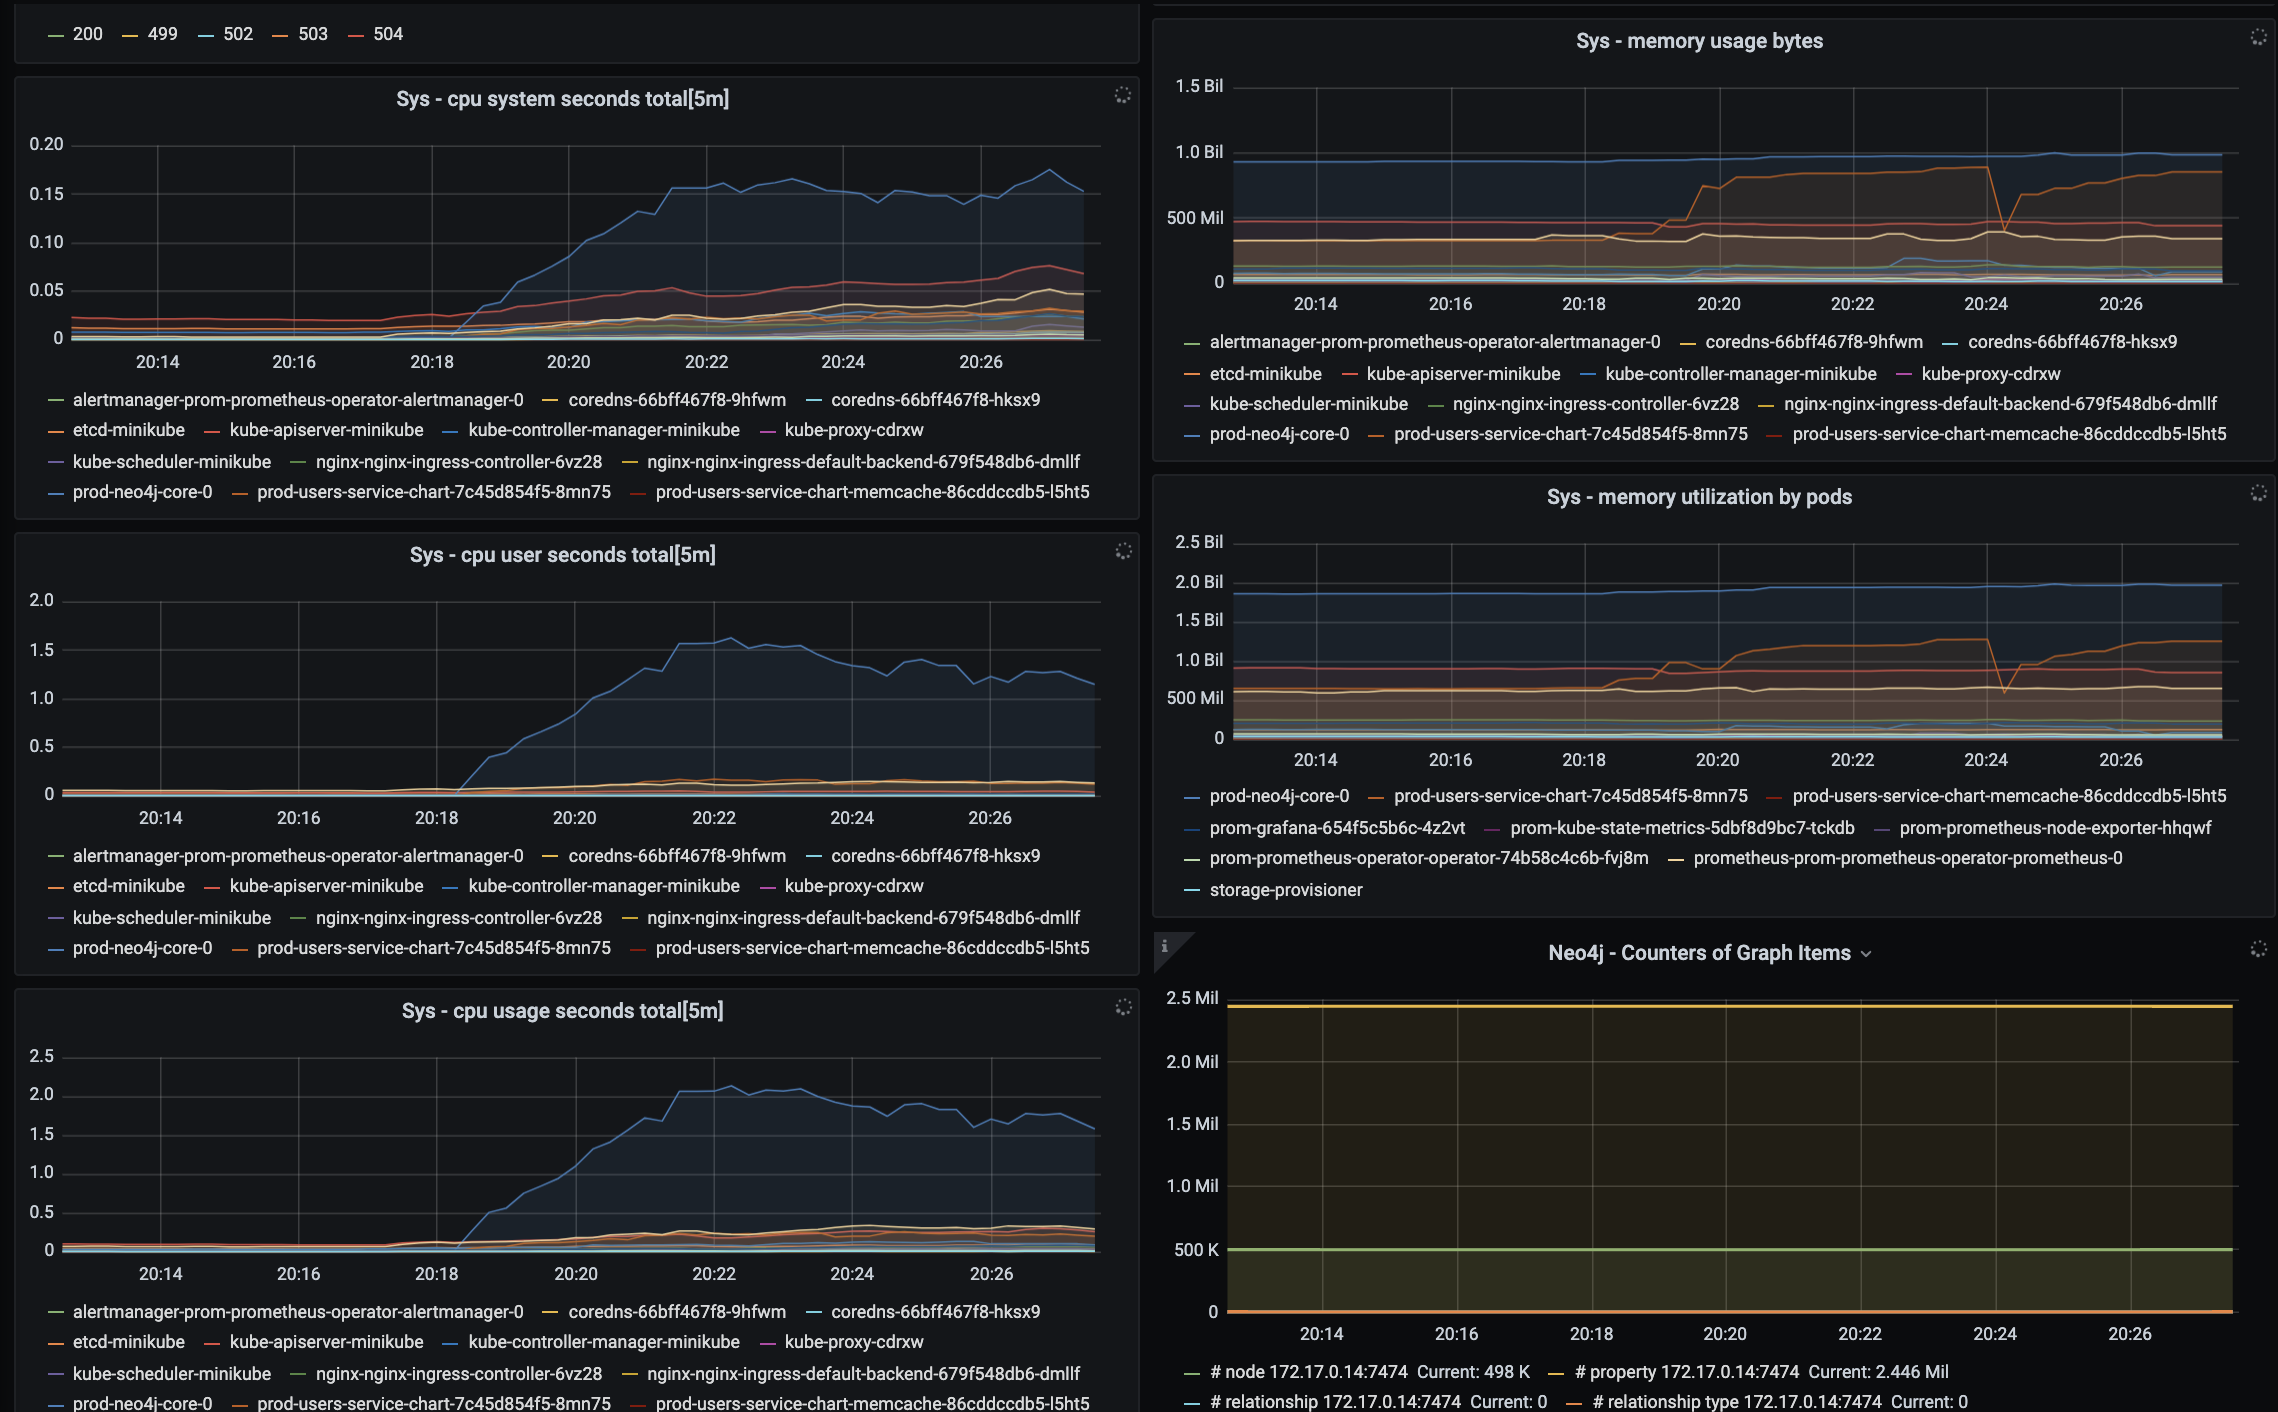 200 499 502 503 504
Sys - cpu system seconds total[5m]
0.20
0.15
0.10
0.05
0
20:14 20:16 20:18 20:20 20:22 20:24 20:26
alertmanager-prom-prometheus-operator-alertmanager-0 coredns-66bff467f8-9hfwm coredns-66bff467f8-hksx9
etcd-minikube kube-apiserver-minikube kube-controller-manager-minikube kube-proxy-cdrxw
kube-scheduler-minikube nginx-nginx-ingress-controller-6vz28 nginx-nginx-ingress-default-backend-679f548db6-dmllf
prod-neo4j-core-0 prod-users-service-chart-7c45d854f5-8mn75 prod-users-service-chart-memcache-86cddccdb5-l5ht5
Sys - cpu user seconds total[5m]
2.0
1.5
1.0
0.5
0
20:14 20:16 20:18 20:20 20:22 20:24 20:26
alertmanager-prom-prometheus-operator-alertmanager-0 coredns-66bff467f8-9hfwm coredns-66bff467f8-hksx9
etcd-minikube kube-apiserver-minikube kube-controller-manager-minikube kube-proxy-cdrxw
kube-scheduler-minikube nginx-nginx-ingress-controller-6vz28 nginx-nginx-ingress-default-backend-679f548db6-dmllf
prod-neo4j-core-0 prod-users-service-chart-7c45d854f5-8mn75 prod-users-service-chart-memcache-86cddccdb5-l5ht5
Sys - cpu usage seconds total[5m]
2.5
2.0
1.5
1.0
0.5
0
20:14 20:16 20:18 20:20 20:22 20:24 20:26
alertmanager-prom-prometheus-operator-alertmanager-0 coredns-66bff467f8-9hfwm coredns-66bff467f8-hksx9
etcd-minikube kube-apiserver-minikube kube-controller-manager-minikube kube-proxy-cdrxw
kube-scheduler-minikube nginx-nginx-ingress-controller-6vz28 nginx-nginx-ingress-default-backend-679f548db6-dmllf
prod-neo4j-core-0 prod-users-service-chart-7c45d854f5-8mn75 prod-users-service-chart-memcache-86cddccdb5-l5ht5
Sys - memory usage bytes
1.5 Bil
1.0 Bil
500 Mil
0
20:14 20:16 20:18 20:20 20:22 20:24 20:26
alertmanager-prom-prometheus-operator-alertmanager-0 coredns-66bff467f8-9hfwm coredns-66bff467f8-hksx9
etcd-minikube kube-apiserver-minikube kube-controller-manager-minikube kube-proxy-cdrxw
kube-scheduler-minikube nginx-nginx-ingress-controller-6vz28 nginx-nginx-ingress-default-backend-679f548db6-dmllf
prod-neo4j-core-0 prod-users-service-chart-7c45d854f5-8mn75 prod-users-service-chart-memcache-86cddccdb5-l5ht5
Sys - memory utilization by pods
2.5 Bil
2.0 Bil
1.5 Bil
1.0 Bil
500 Mil
0
20:14 20:16 20:18 20:20 20:22 20:24 20:26
prod-neo4j-core-0 prod-users-service-chart-7c45d854f5-8mn75 prod-users-service-chart-memcache-86cddccdb5-l5ht5
prom-grafana-654f5c5b6c-4z2vt prom-kube-state-metrics-5dbf8d9bc7-tckdb prom-prometheus-node-exporter-hhqwf
prom-prometheus-operator-operator-74b58c4c6b-fvj8m prometheus-prom-prometheus-operator-prometheus-0
storage-provisioner
i
Neo4j - Counters of Graph Items
2.5 Mil
2.0 Mil
1.5 Mil
1.0 Mil
500 K
0
20:14 20:16 20:18 20:20 20:22 20:24 20:26
# node 172.17.0.14:7474 Current: 498 K # property 172.17.0.14:7474 Current: 2.446 Mil
# relationship 172.17.0.14:7474 Current: 0 # relationship type 172.17.0.14:7474 Current: 0